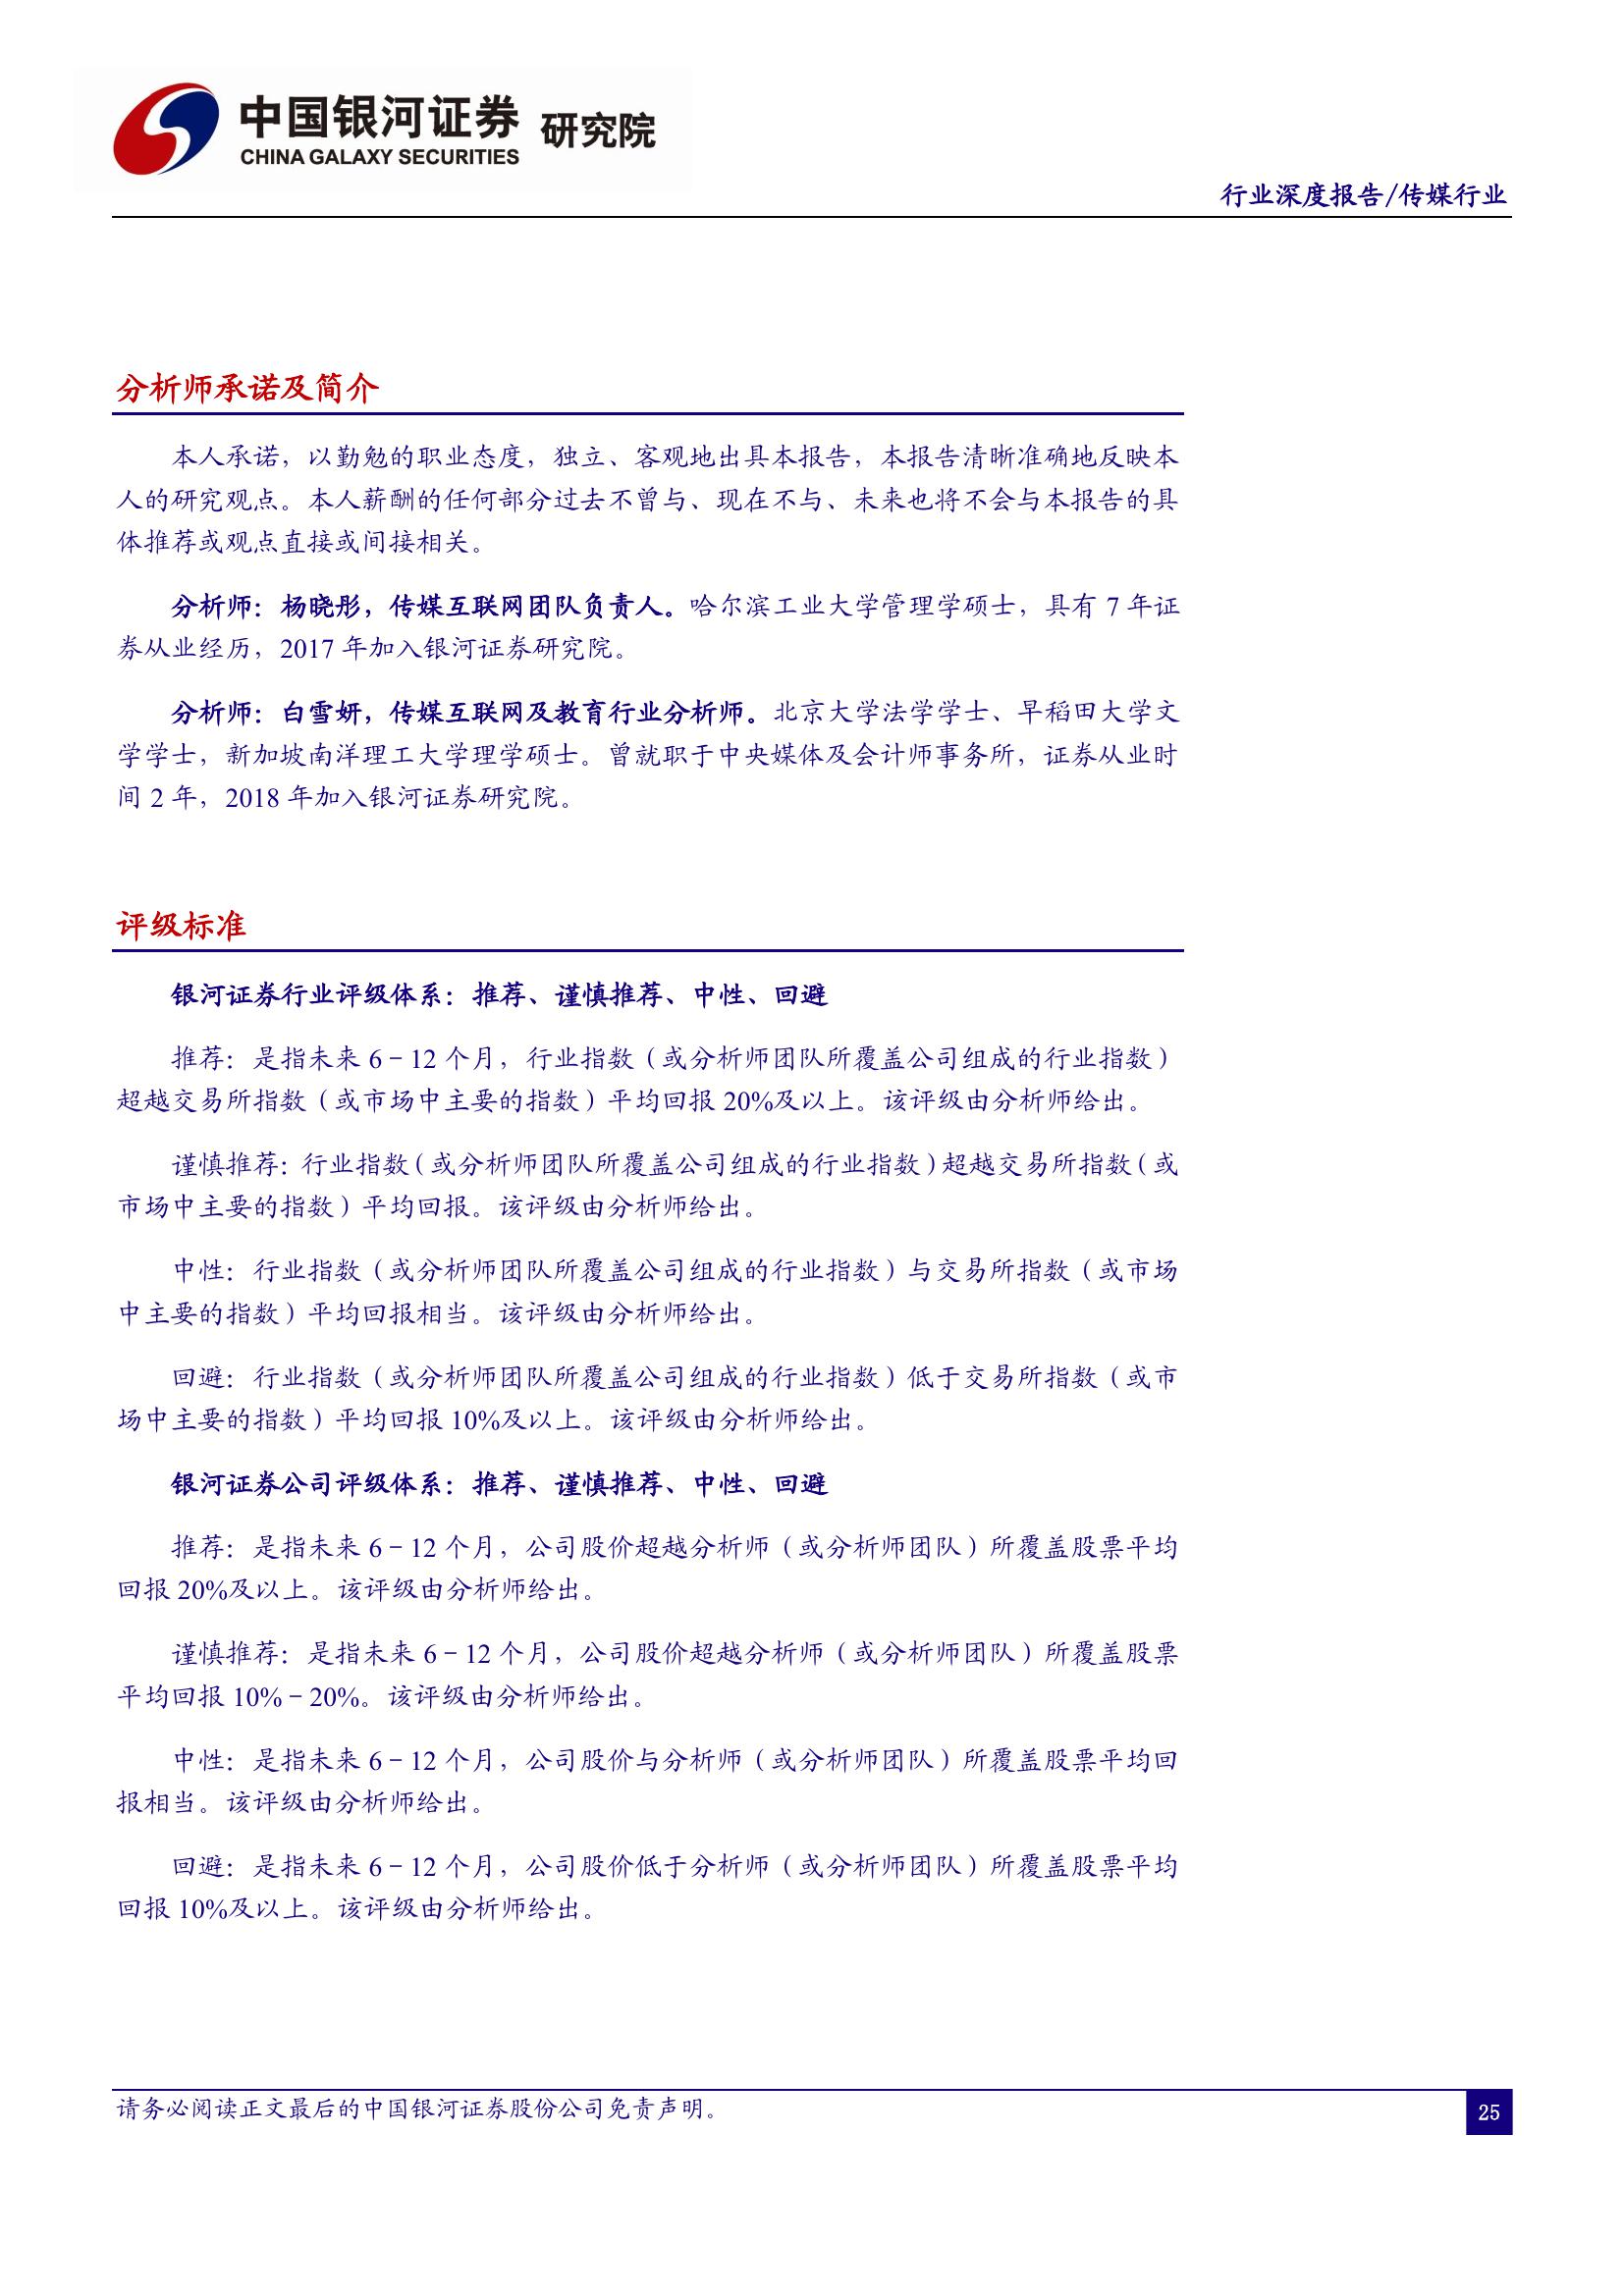 中国银河证券 研究院
CHINA GALAXY SECURITIES
行业深度报告/传媒行业
分析师承诺及简介
本人承诺，以勤勉的职业态度，独立、客观地出具本报告，本报告清晰准确地反映本
人的研究观点。本人薪酬的任何部分过去不曾与、现在不与、未来也将不会与本报告的具
体推荐或观点直接或间接相关。
分析师：杨晓彤，传媒互联网团队负责人。哈尔滨工业大学管理学硕士，具有 7 年证
券从业经历，2017 年加入银河证券研究院。
分析师：白雪妍，传媒互联网及教育行业分析师。北京大学法学学士、早稻田大学文
学学士，新加坡南洋理工大学理学硕士。曾就职于中央媒体及会计师事务所，证券从业时
间 2 年，2018 年加入银河证券研究院。
评级标准
银河证券行业评级体系：推荐、谨慎推荐、中性、回避
推荐：是指未来 6－12 个月，行业指数（或分析师团队所覆盖公司组成的行业指数）
超越交易所指数（或市场中主要的指数）平均回报 20%及以上。该评级由分析师给出。
谨慎推荐：行业指数（或分析师团队所覆盖公司组成的行业指数）超越交易所指数（或
市场中主要的指数）平均回报。该评级由分析师给出。
中性：行业指数（或分析师团队所覆盖公司组成的行业指数）与交易所指数（或市场
中主要的指数）平均回报相当。该评级由分析师给出。
回避：行业指数（或分析师团队所覆盖公司组成的行业指数）低于交易所指数（或市
场中主要的指数）平均回报 10%及以上。该评级由分析师给出。
银河证券公司评级体系：推荐、谨慎推荐、中性、回避
推荐：是指未来 6－12 个月，公司股价超越分析师（或分析师团队）所覆盖股票平均
回报 20%及以上。该评级由分析师给出。
谨慎推荐：是指未来 6－12 个月，公司股价超越分析师（或分析师团队）所覆盖股票
平均回报 10%－20%。该评级由分析师给出。
中性：是指未来 6－12 个月，公司股价与分析师（或分析师团队）所覆盖股票平均回
报相当。该评级由分析师给出。
回避：是指未来 6－12 个月，公司股价低于分析师（或分析师团队）所覆盖股票平均
回报 10%及以上。该评级由分析师给出。
请务必阅读正文最后的中国银河证券股份公司免责声明。
25